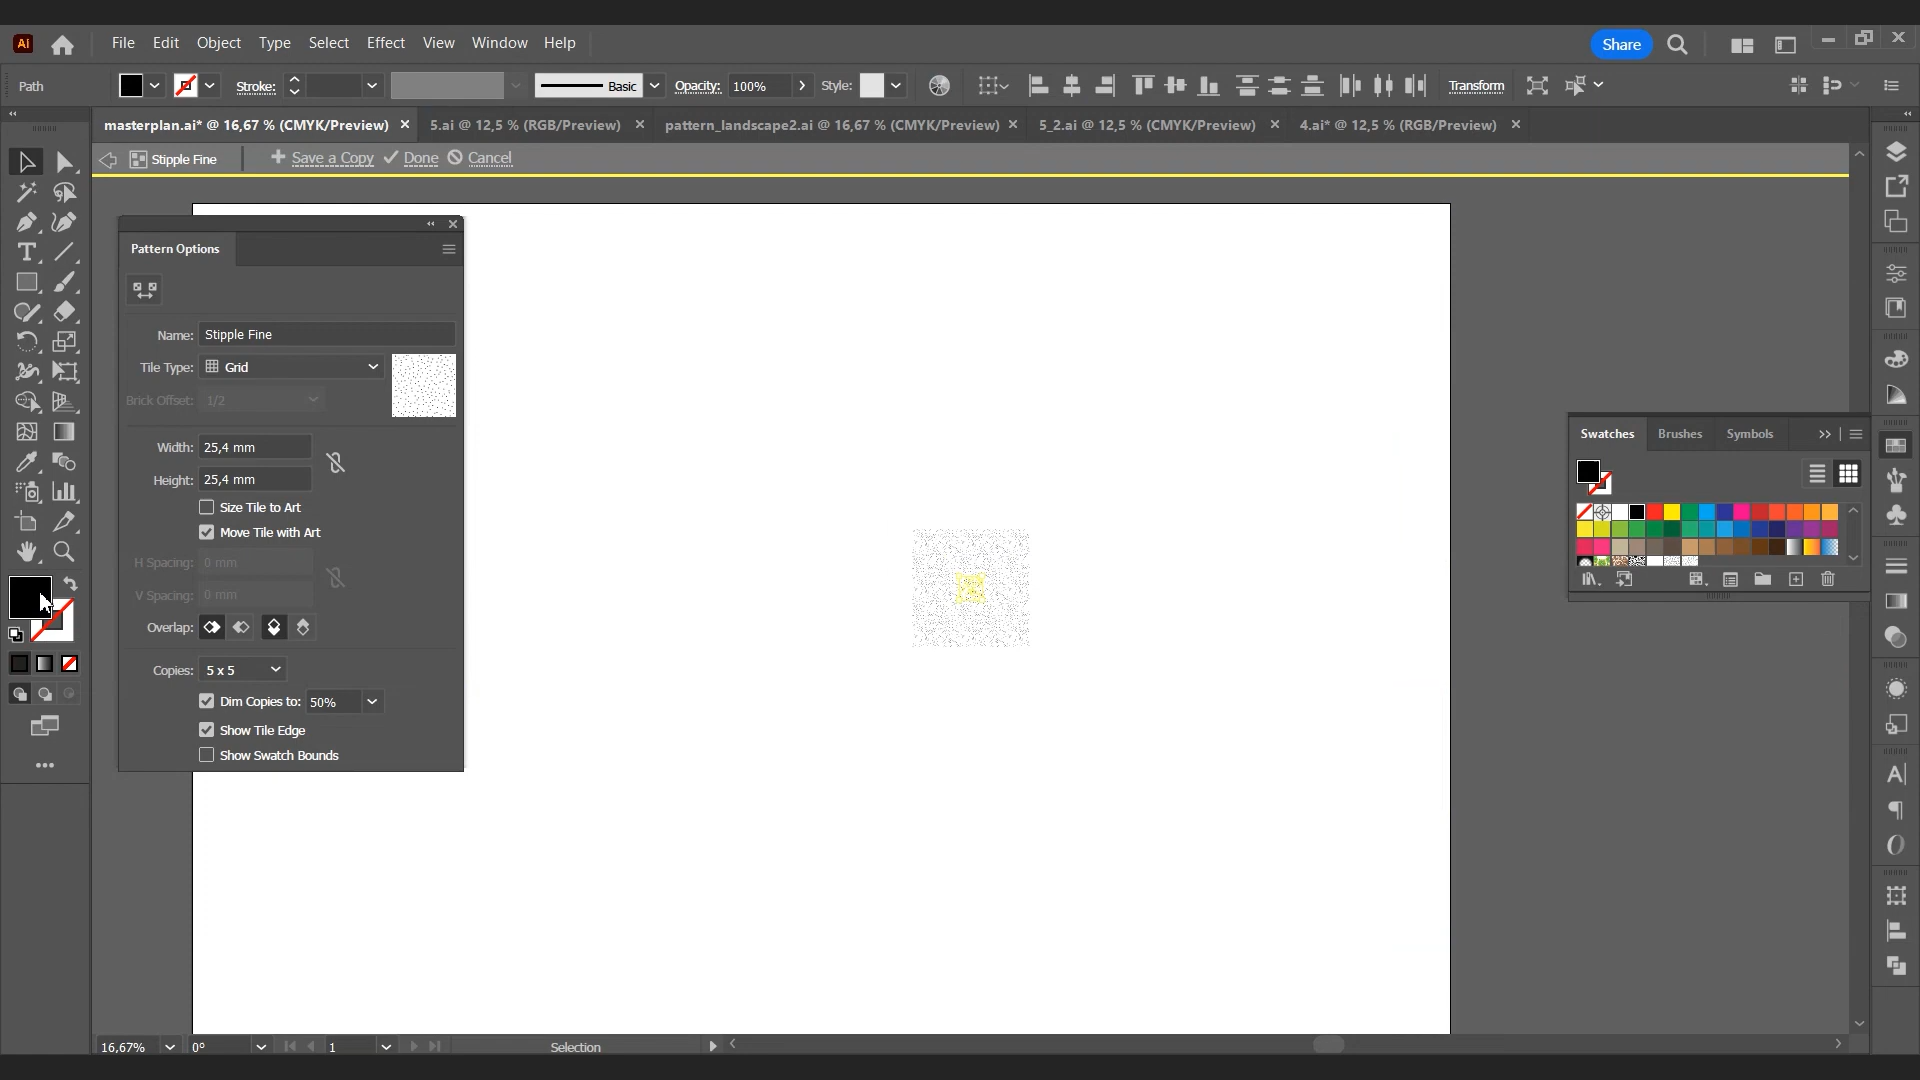 Ai File Edit Object Type Select Effect View Window Help Share
Path Stroke: Basic Opacity: 100% Style: Transform
masterplan.ai* @ 16,67 % (CMYK/Preview) 5.ai @ 12,5 % (RGB/Preview) pattern_landscape2.ai @ 16,67 % (CMYK/Preview) 5_2.ai @ 12,5 % (CMYK/Preview) 4.ai* @ 12,5 % (RGB/Preview)
Stipple Fine Save a Copy Done Cancel
Pattern Options
Name: Stipple Fine
Tile Type: Grid
Brick Offset: 1/2
Width: 25,4 mm
Height: 25,4 mm
Size Tile to Art
Move Tile with Art
H Spacing: 0 mm
V Spacing: 0 mm
Overlap:
Copies: 5 x 5
Dim Copies to: 50%
Show Tile Edge
Show Swatch Bounds
Swatches Brushes Symbols
16,67% 0° 1 Selection